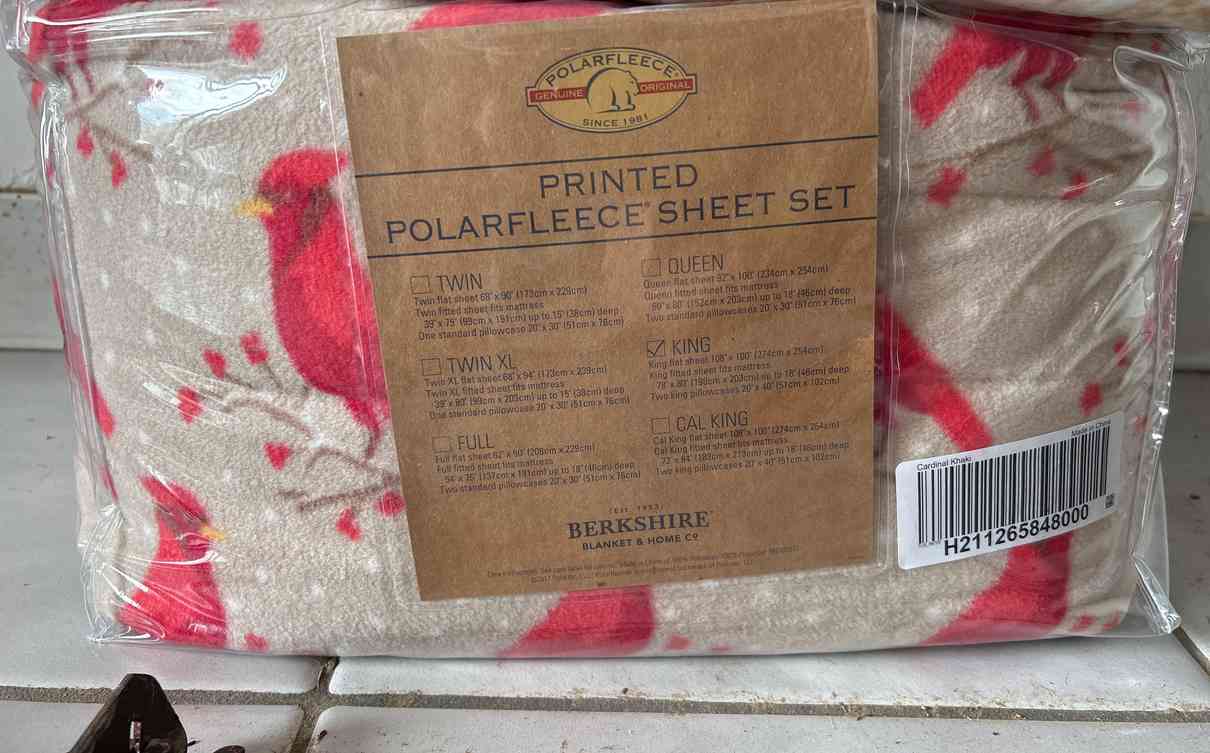 POLARFLEECE®
GENUINE ORIGINAL
SINCE 1981
PRINTED
POLARFLEECE® SHEET SET
TWIN
Twin flat sheet 68" x 90" (173cm x 229cm)
Twin fitted sheet fits mattress
39" x 75" (99cm x 191cm) up to 15" (38cm) deep
One standard pillowcase 20" x 30" (51cm x 76cm)
TWIN XL
Twin XL flat sheet 68" x 94" (173cm x 239cm)
Twin XL fitted sheet fits mattress
39" x 80" (99cm x 203cm) up to 15" (38cm) deep
One standard pillowcase 20" x 30" (51cm x 76cm)
FULL
Full flat sheet 82" x 90" (208cm x 229cm)
Full fitted sheet fits mattress
54" x 75" (137cm x 191cm) up to 18" (46cm) deep
Two standard pillowcases 20" x 30" (51cm x 76cm)
QUEEN
Queen flat sheet 92" x 100" (234cm x 254cm)
Queen fitted sheet fits mattress
60" x 80" (152cm x 203cm) up to 18" (46cm) deep
Two standard pillowcases 20" x 30" (51cm x 76cm)
KING
King flat sheet 108" x 100" (274cm x 254cm)
King fitted sheet fits mattress
78" x 80" (198cm x 203cm) up to 18" (46cm) deep
Two king pillowcases 20" x 40" (51cm x 102cm)
CAL KING
Cal King flat sheet 108" x 100" (274cm x 254cm)
Cal King fitted sheet fits mattress
72" x 84" (183cm x 213cm) up to 18" (46cm) deep
Two king pillowcases 20" x 40" (51cm x 102cm)
(EST. 1993)
BERKSHIRE®
BLANKET & HOME Co
Made in China
Cardinal Khaki
H211265848000